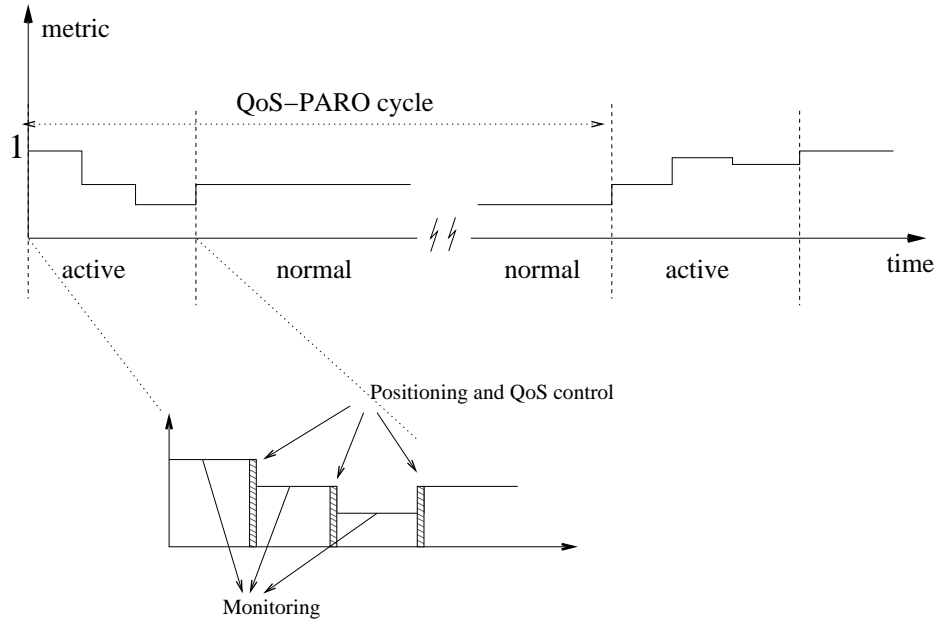 metric
QoS−PARO cycle
1
active
normal
normal
active
time
Positioning and QoS control
Monitoring